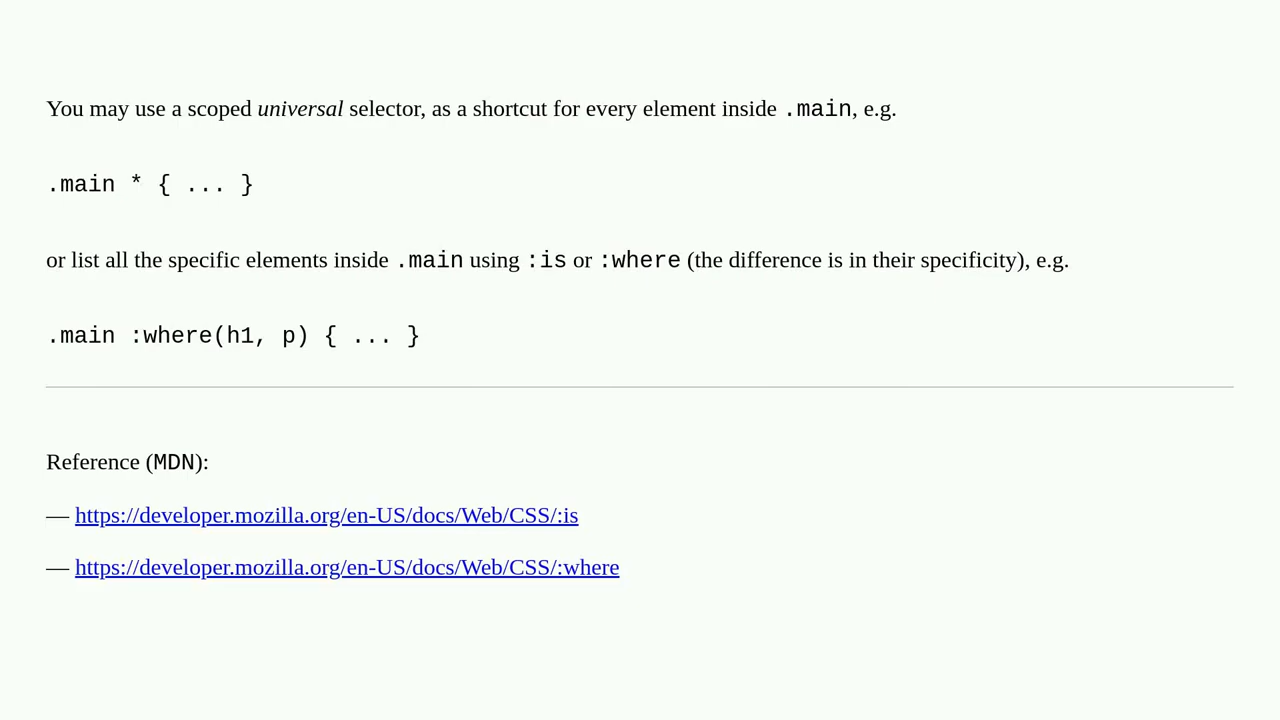 You may use a scoped universal selector, as a shortcut for every element inside .main, e.g.
.main * { ... }
or list all the specific elements inside .main using :is or :where (the difference is in their specificity), e.g.
.main :where(h1, p) { ... }
Reference (MDN):
— https://developer.mozilla.org/en-US/docs/Web/CSS/:is
— https://developer.mozilla.org/en-US/docs/Web/CSS/:where